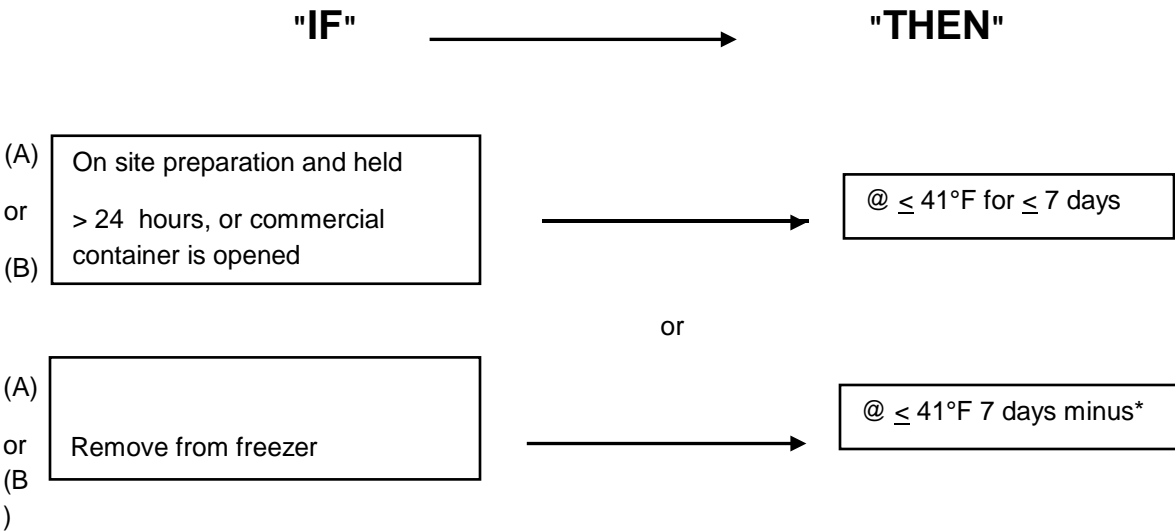 "IF" "THEN"
(A)
On site preparation and held
or
> 24 hours, or commercial
container is opened
(B)
@ < 41°F for < 7 days
or
(A)
or
(B
)
Remove from freezer
@ < 41°F 7 days minus*